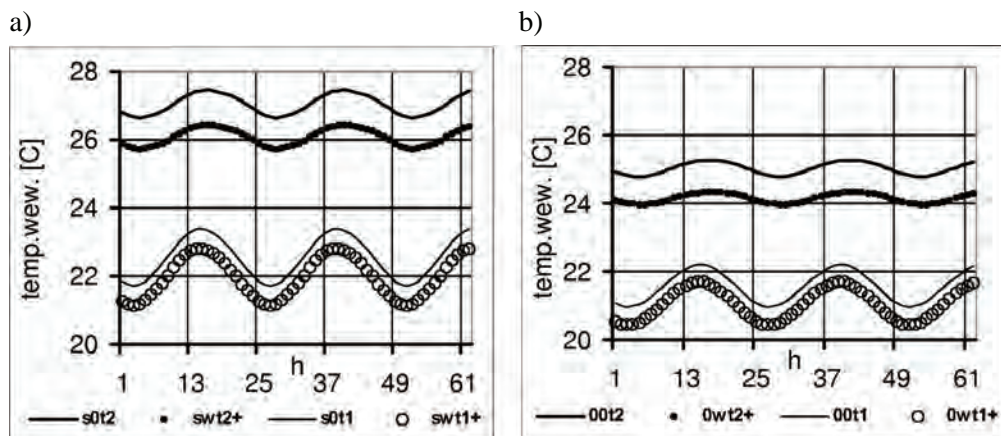 a)
28
26
24
22
20
temp.wew. [C]
h
1 13 25 37 49 61
s0t2 swt2+ s0t1 swt1+
b)
28
26
24
22
20
temp.wew. [C]
h
1 13 25 37 49 61
00t2 0wt2+ 00t1 0wt1+